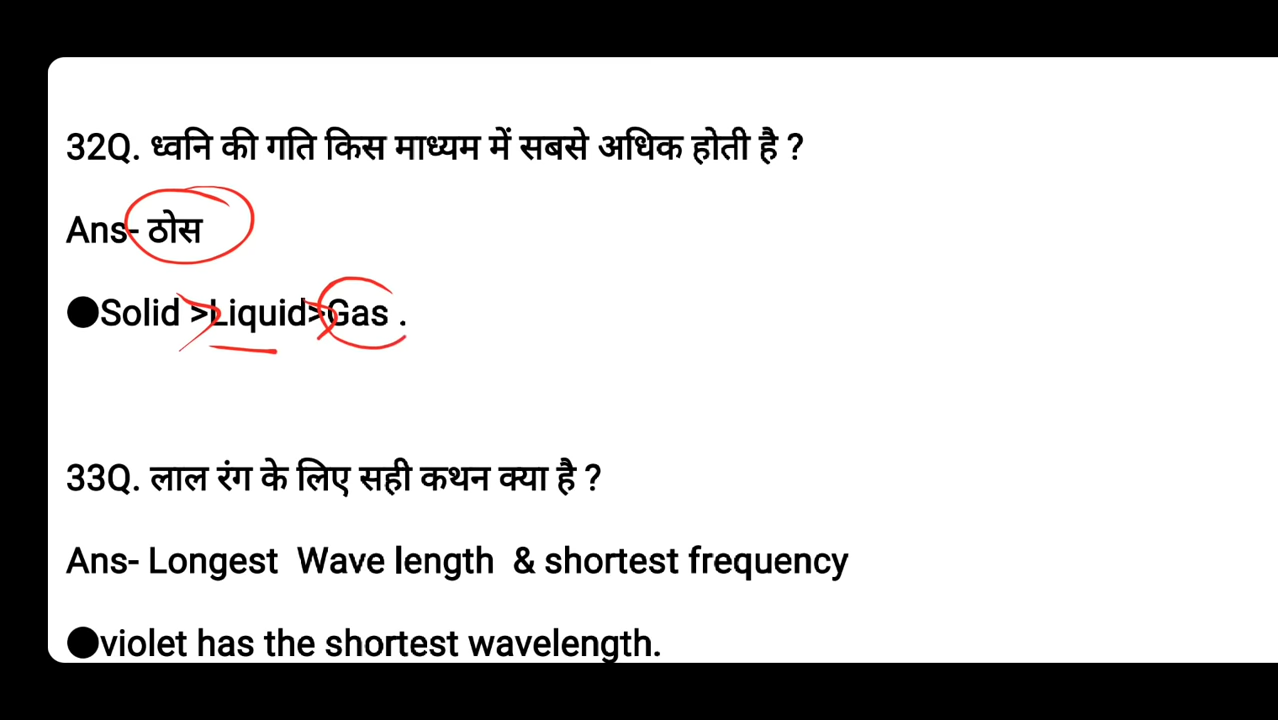 32Q. ध्वनि की गति किस माध्यम में सबसे अधिक होती है ?
Ans- ठोस
●Solid >Liquid>Gas .
33Q. लाल रंग के लिए सही कथन क्या है ?
Ans- Longest  Wave length  & shortest frequency
●violet has the shortest wavelength.